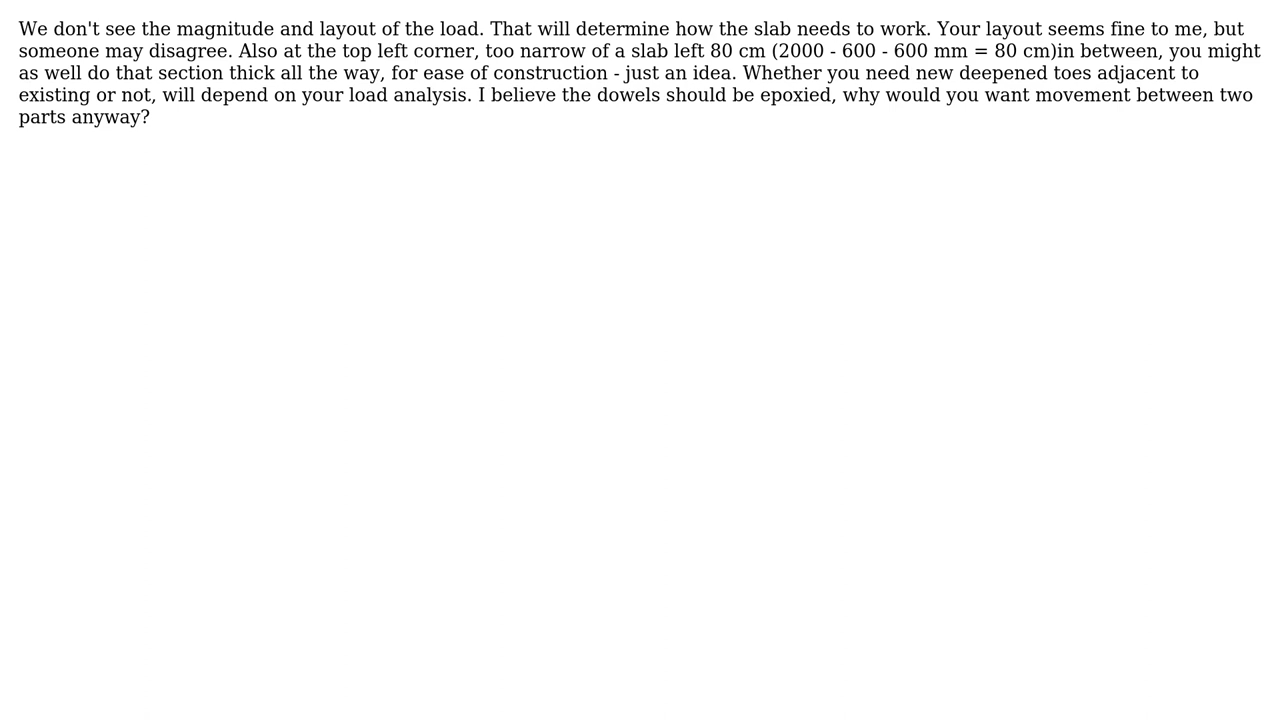 We don't see the magnitude and layout of the load. That will determine how the slab needs to work. Your layout seems fine to me, but
someone may disagree. Also at the top left corner, too narrow of a slab left 80 cm (2000 - 600 - 600 mm = 80 cm)in between, you might
as well do that section thick all the way, for ease of construction - just an idea. Whether you need new deepened toes adjacent to
existing or not, will depend on your load analysis. I believe the dowels should be epoxied, why would you want movement between two
parts anyway?